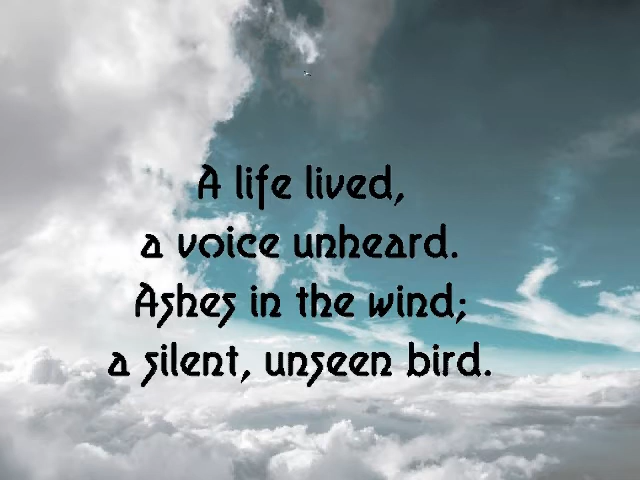 A life lived,
a voice unheard.
Ashes in the wind;
a silent, unseen bird.